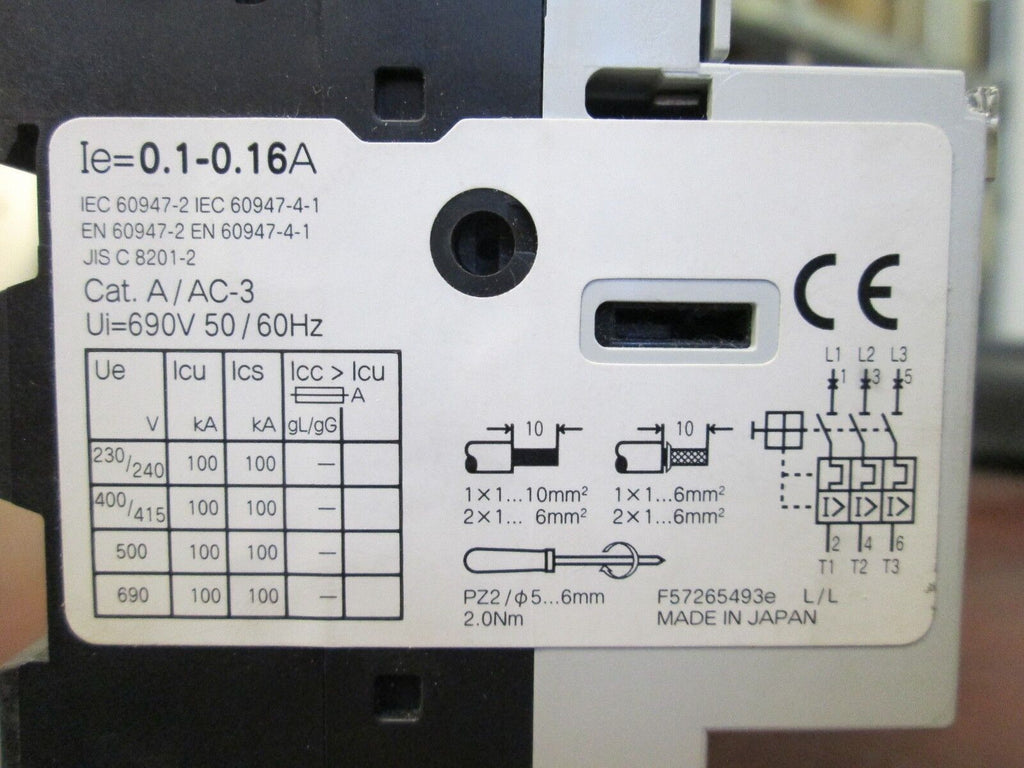 Ie=0.1-0.16A
IEC 60947-2 IEC 60947-4-1
EN 60947-2 EN 60947-4-1
JIS C 8201-2
Cat. A/AC-3
Ui=690V 50/60Hz
Ue Icu Ics Icc > Icu
A
V kA kA gL/gG
230/240 100 100 —
400/415 100 100 —
500 100 100 —
690 100 100 —
CE
L1 L2 L3
1 3 5
I> I> I>
2 4 6
T1 T2 T3
10
1×1...10mm²
2×1... 6mm²
10
1×1...6mm²
2×1...6mm²
PZ2/ϕ5...6mm
2.0Nm
F57265493e L/L
MADE IN JAPAN